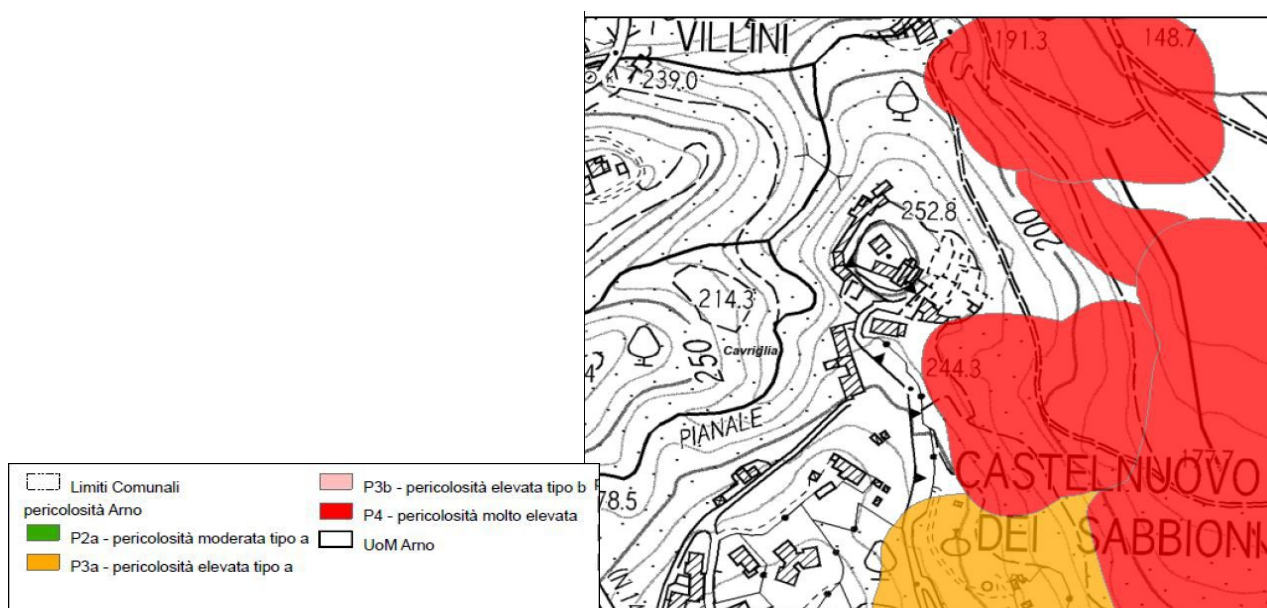 VILLINI
191.3
148.7
239.0
252.8
200
214.3
Cavriglia
250
244.3
PIANALE
177.7
CASTELNUOVO
78.5
DEI SABBIONI
Limiti Comunali
pericolosità Arno
P2a - pericolosità moderata tipo a
P3a - pericolosità elevata tipo a
P3b - pericolosità elevata tipo b
P4 - pericolosità molto elevata
UoM Arno